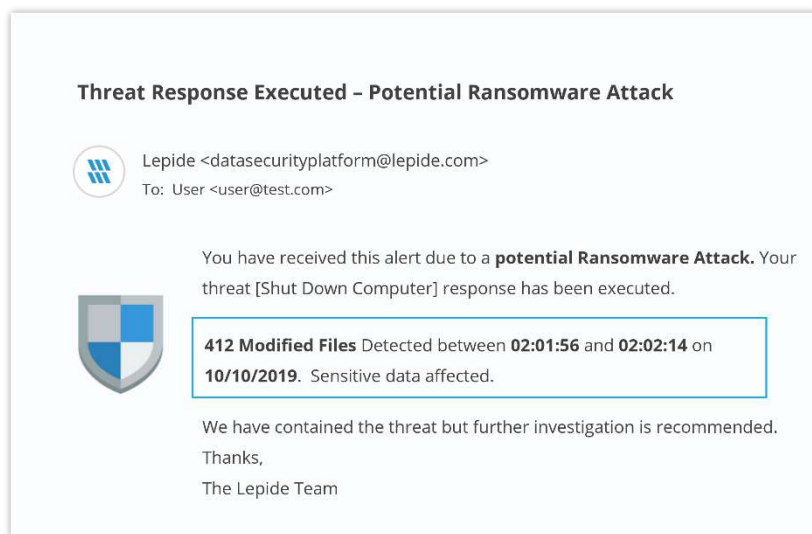 Threat Response Executed – Potential Ransomware Attack
Lepide <datasecurityplatform@lepide.com>
To: User <user@test.com>
You have received this alert due to a potential Ransomware Attack. Your
threat [Shut Down Computer] response has been executed.
412 Modified Files Detected between 02:01:56 and 02:02:14 on
10/10/2019. Sensitive data affected.
We have contained the threat but further investigation is recommended.
Thanks,
The Lepide Team